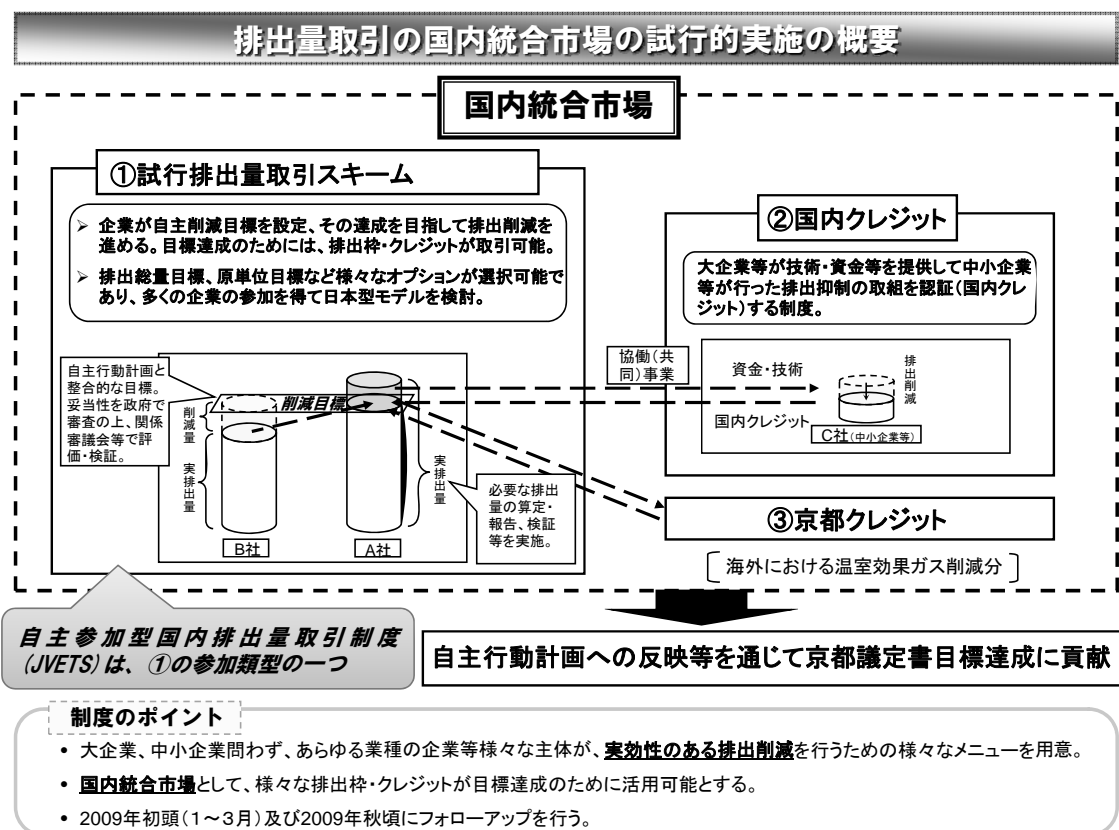 排出量取引の国内統合市場の試行的実施の概要
国内統合市場
①試行排出量取引スキーム
➢ 企業が自主削減目標を設定、その達成を目指して排出削減を
進める。目標達成のためには、排出枠・クレジットが取引可能。
➢ 排出総量目標、原単位目標など様々なオプションが選択可能で
あり、多くの企業の参加を得て日本型モデルを検討。
自主行動計画と
整合的な目標。
妥当性を政府で
審査の上、関係
審議会等で評
価・検証。
削減量
実排出量
削減目標
実排出量
B社
A社
必要な排出
量の算定・
報告、検証
等を実施。
②国内クレジット
大企業等が技術・資金等を提供して中小企業
等が行った排出抑制の取組を認証(国内クレ
ジット)する制度。
協働(共
同)事業
資金・技術
排出削減
国内クレジット
C社(中小企業等)
③京都クレジット
海外における温室効果ガス削減分
自主参加型国内排出量取引制度
(JVETS)は、①の参加類型の一つ
自主行動計画への反映等を通じて京都議定書目標達成に貢献
制度のポイント
• 大企業、中小企業問わず、あらゆる業種の企業等様々な主体が、実効性のある排出削減を行うための様々なメニューを用意。
• 国内統合市場として、様々な排出枠・クレジットが目標達成のために活用可能とする。
• 2009年初頭(1～3月)及び2009年秋頃にフォローアップを行う。